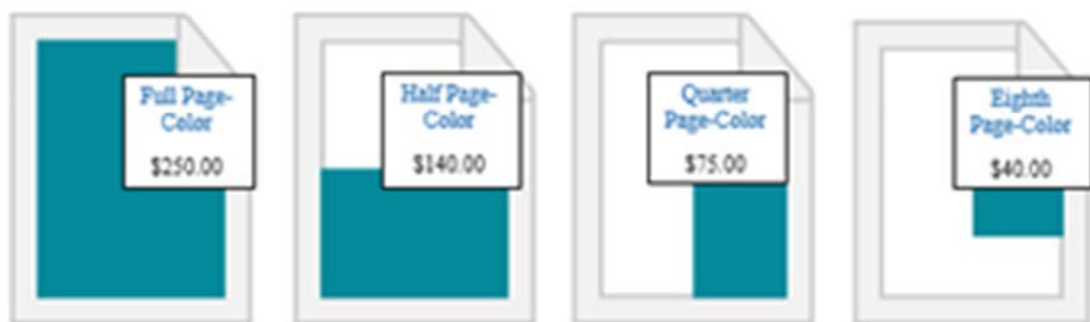 Full Page-
Color
$250.00
Half Page-
Color
$140.00
Quarter
Page-Color
$75.00
Eighth
Page-Color
$40.00